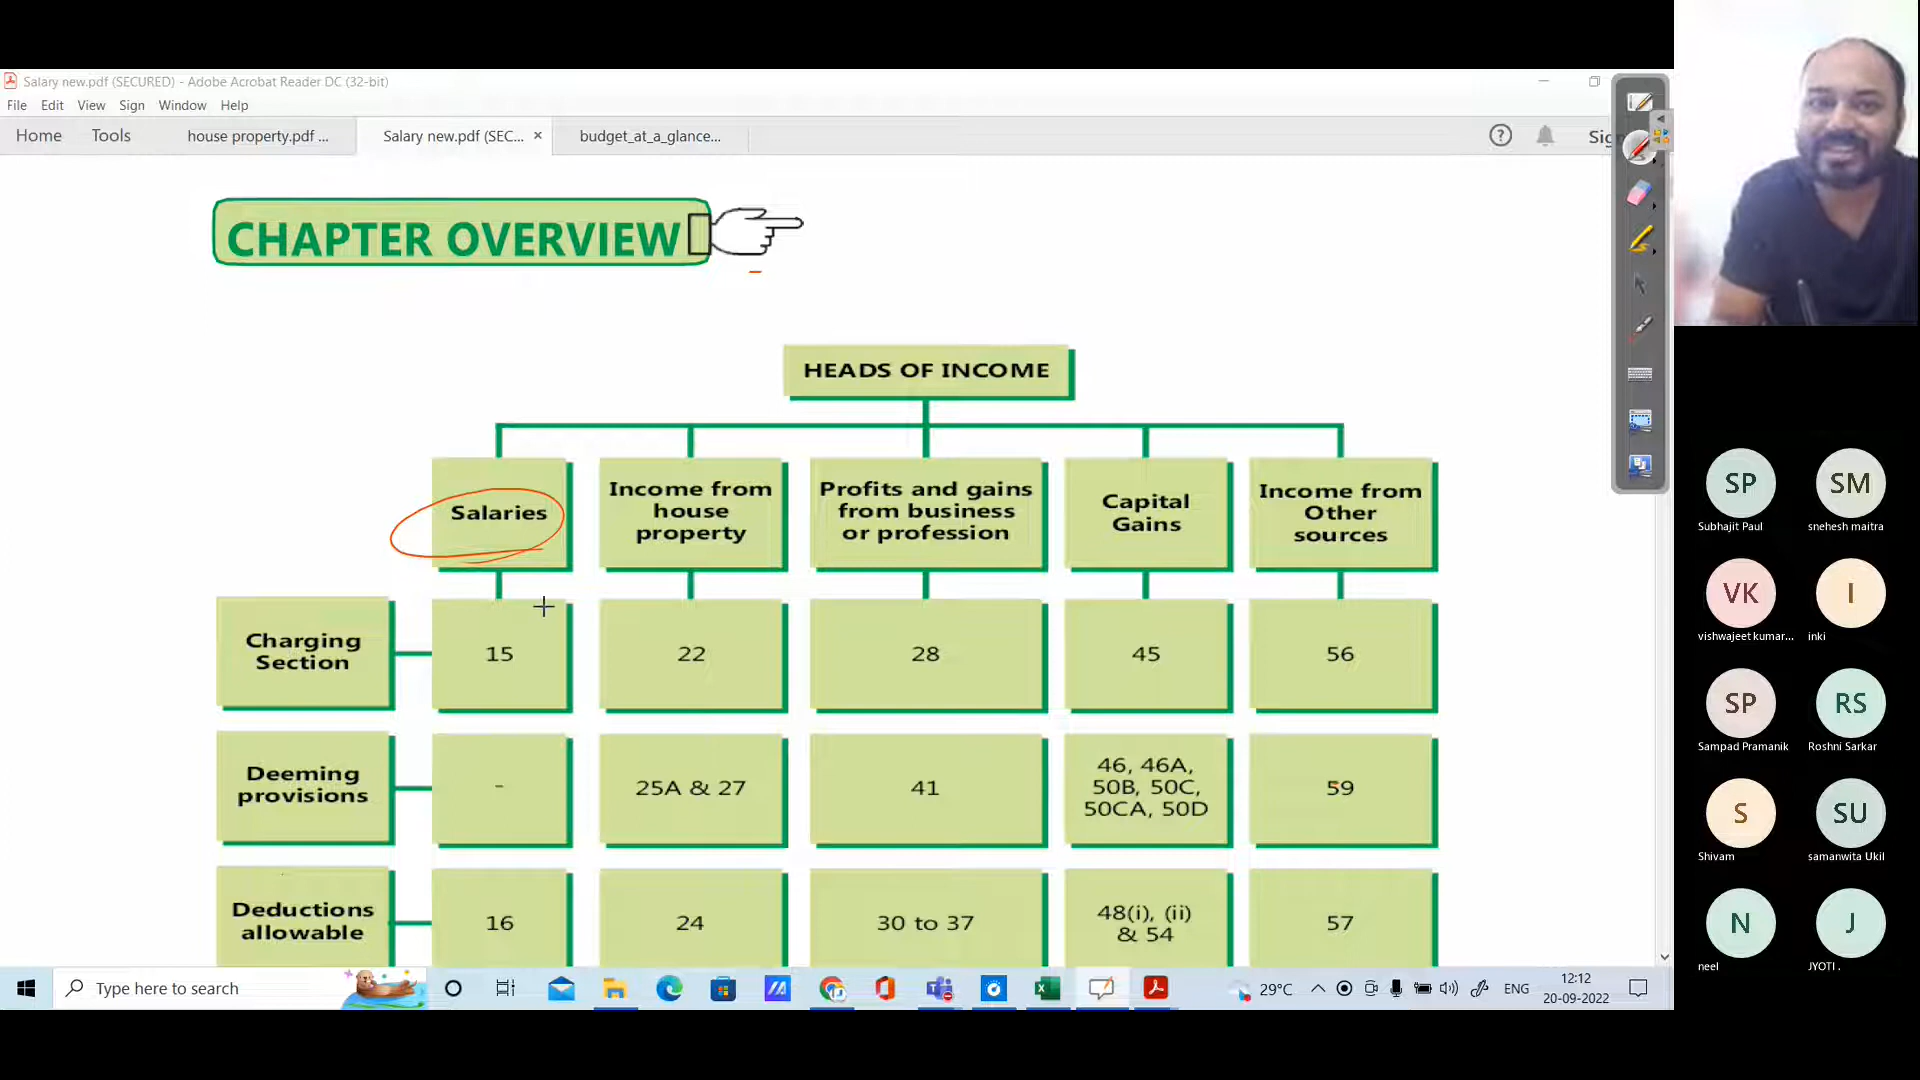 Salary new.pdf (SECURED) - Adobe Acrobat Reader DC (32-bit)
File Edit View Sign Window Help
Home Tools house property.pdf ... Salary new.pdf (SEC... × budget_at_a_glance...
CHAPTER OVERVIEW
HEADS OF INCOME
Salaries
Income from
house
property
Profits and gains
from business
or profession
Capital
Gains
Income from
Other
sources
Charging
Section
15
22
28
45
56
Deeming
provisions
-
25A & 27
41
46, 46A,
50B, 50C,
50CA, 50D
59
Deductions
allowable
16
24
30 to 37
48(i), (ii)
& 54
57
SP
Subhajit Paul
SM
snehesh maitra
VK
vishwajeet kumar...
I
inki
SP
Sampad Pramanik
RS
Roshni Sarkar
S
Shivam
SU
samanwita Ukil
N
neel
J
JYOTI .
Type here to search
29°C
ENG
12:12
20-09-2022